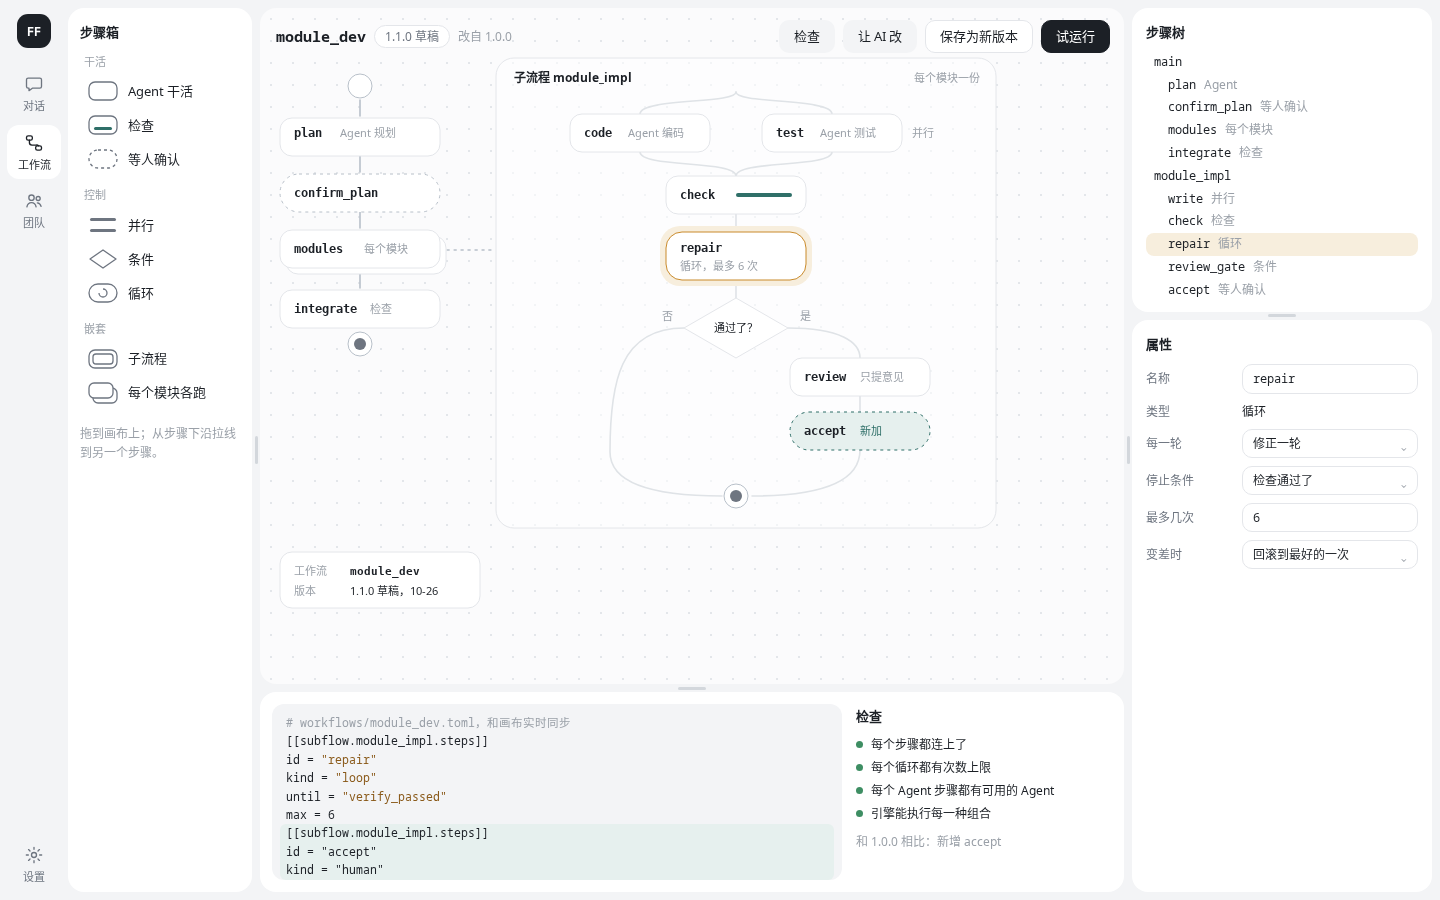 FF
对话
工作流
团队
设置
步骤箱
干活
Agent 干活
检查
等人确认
控制
并行
条件
循环
嵌套
子流程
每个模块各跑
拖到画布上；从步骤下沿拉线
到另一个步骤。
module_dev 1.1.0 草稿 改自 1.0.0
检查 让 AI 改 保存为新版本 试运行
plan Agent 规划
confirm_plan
modules 每个模块
integrate 检查
子流程 module_impl 每个模块一份
code Agent 编码
test Agent 测试 并行
check
repair
循环，最多 6 次
否 通过了？ 是
review 只提意见
accept 新加
工作流 module_dev
版本 1.1.0 草稿，10-26
# workflows/module_dev.toml，和画布实时同步
[[subflow.module_impl.steps]]
id = "repair"
kind = "loop"
until = "verify_passed"
max = 6
[[subflow.module_impl.steps]]
id = "accept"
kind = "human"
检查
每个步骤都连上了
每个循环都有次数上限
每个 Agent 步骤都有可用的 Agent
引擎能执行每一种组合
和 1.0.0 相比：新增 accept
步骤树
main
plan Agent
confirm_plan 等人确认
modules 每个模块
integrate 检查
module_impl
write 并行
check 检查
repair 循环
review_gate 条件
accept 等人确认
属性
名称 repair
类型 循环
每一轮 修正一轮
停止条件 检查通过了
最多几次 6
变差时 回滚到最好的一次